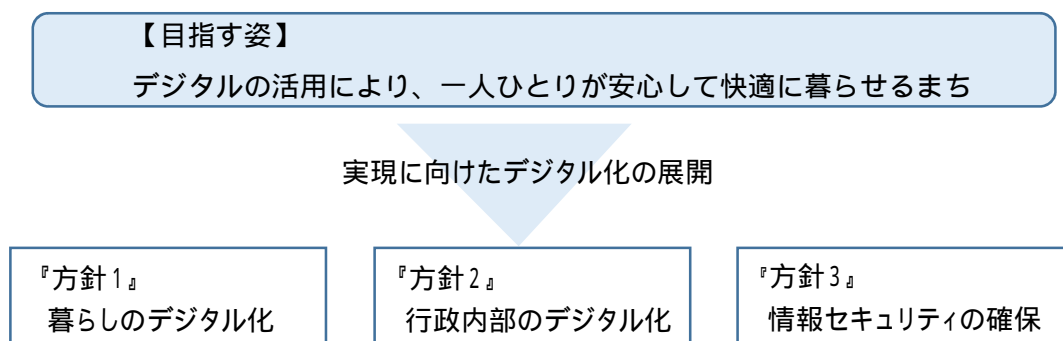 【目指す姿】
デジタルの活用により、一人ひとりが安心して快適に暮らせるまち
実現に向けたデジタル化の展開
『方針1』
暮らしのデジタル化
『方針2』
行政内部のデジタル化
『方針3』
情報セキュリティの確保